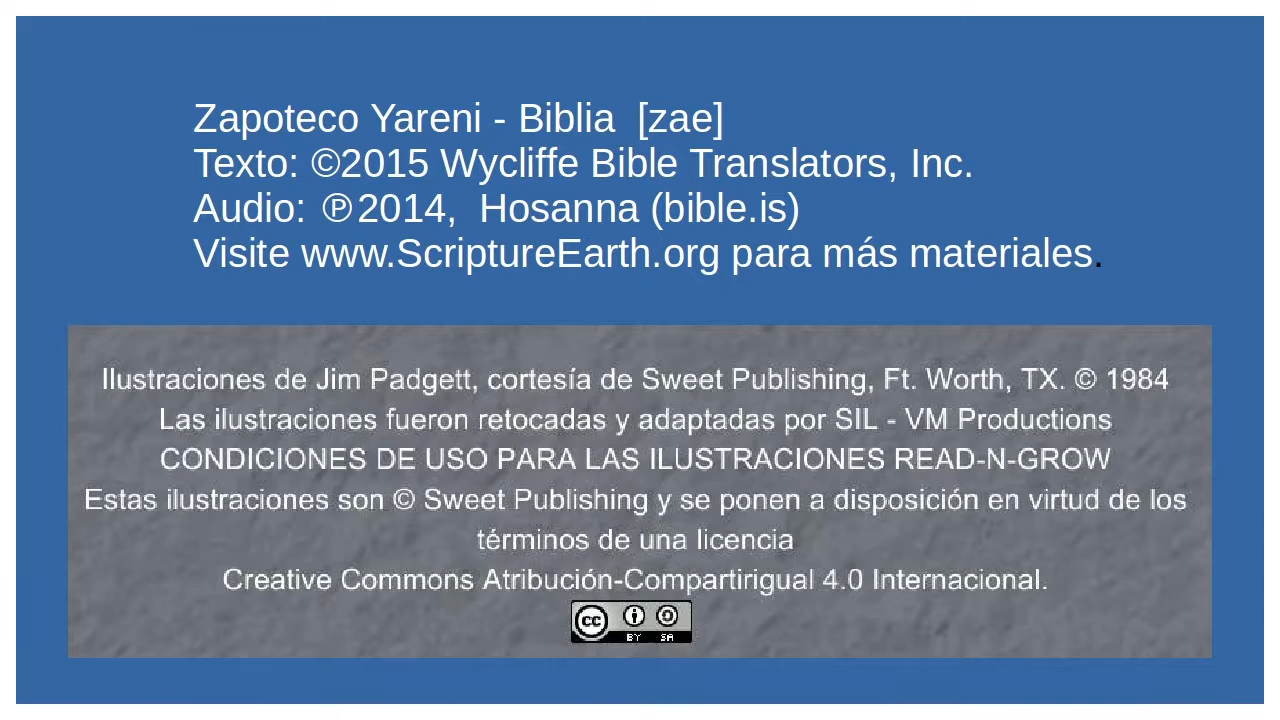 Zapoteco Yareni - Biblia  [zae]
Texto: ©2015 Wycliffe Bible Translators, Inc.
Audio: ℗2014,  Hosanna (bible.is)
Visite www.ScriptureEarth.org para más materiales.
Ilustraciones de Jim Padgett, cortesía de Sweet Publishing, Ft. Worth, TX. © 1984
Las ilustraciones fueron retocadas y adaptadas por SIL - VM Productions
CONDICIONES DE USO PARA LAS ILUSTRACIONES READ-N-GROW
Estas ilustraciones son © Sweet Publishing y se ponen a disposición en virtud de los
términos de una licencia
Creative Commons Atribución-Compartirigual 4.0 Internacional.
cc
BY SA